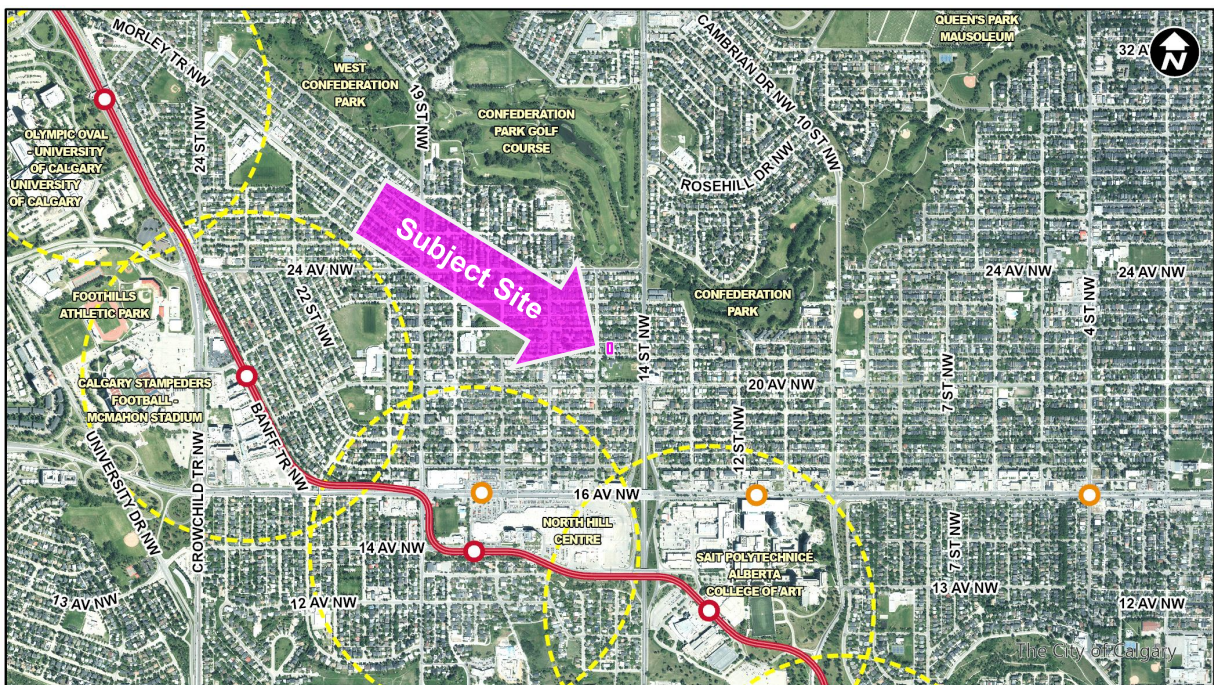 MORLEY TR NW
CAMBRIAN DR NW
QUEEN'S PARK
MAUSOLEUM
32 A
N
WEST
CONFEDERATION
PARK
19 ST NW
CONFEDERATION
PARK GOLF
COURSE
10 ST NW
24 ST NW
OLYMPIC OVAL
- UNIVERSITY
OF CALGARY
UNIVERSITY
OF CALGARY
ROSEHILL DR NW
Subject Site
24 AV NW
24 AV NW
24 AV NW
FOOTHILLS
ATHLETIC PARK
22 ST NW
CONFEDERATION
PARK
14 ST NW
4 ST NW
7 ST NW
CALGARY STAMPEDERS
FOOTBALL -
MCMAHON STADIUM
20 AV NW
BANFF TR NW
12 ST NW
UNIVERSITY DR NW
CROWCHILD TR NW
16 AV NW
NORTH HILL
CENTRE
14 AV NW
7 ST NW
SAIT POLYTECHNICE
ALBERTA
COLLEGE OF ART
13 AV NW
12 AV NW
13 AV NW
12 AV NW
The City of Calgary